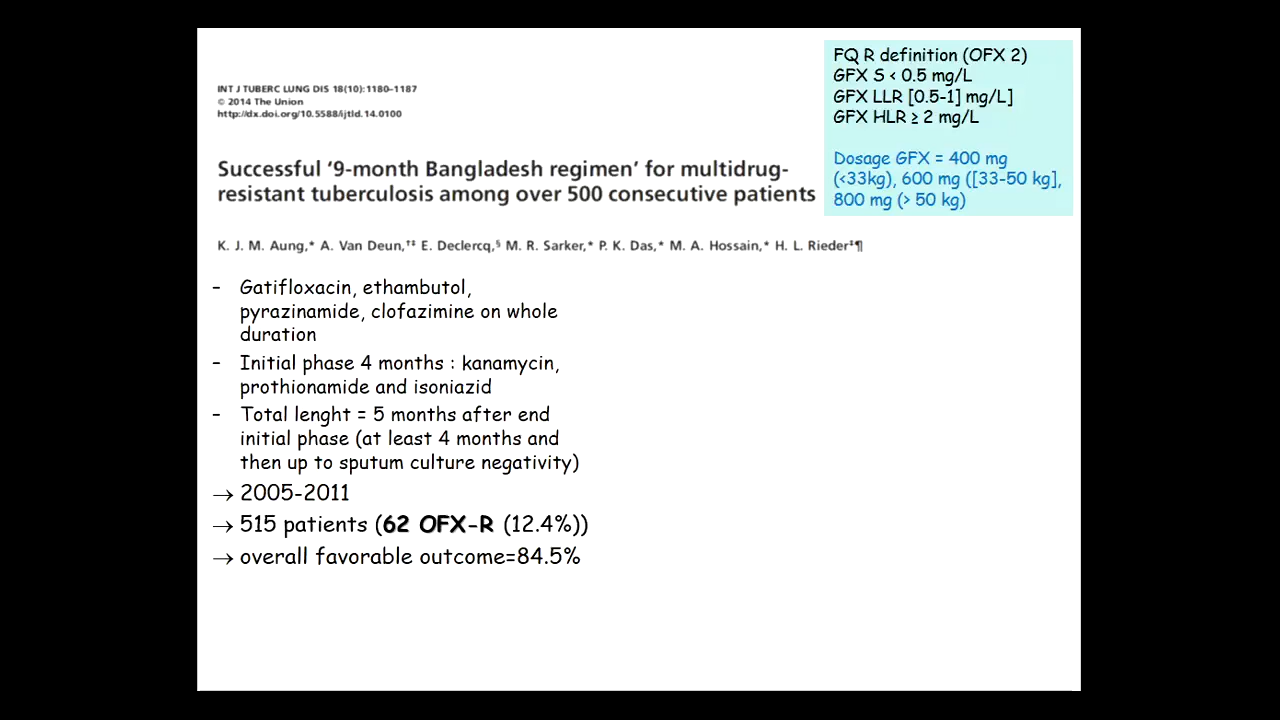 INT J TUBERC LUNG DIS 18(10):1180–1187
© 2014 The Union
http://dx.doi.org/10.5588/ijtld.14.0100
Successful ‘9-month Bangladesh regimen’ for multidrug-
resistant tuberculosis among over 500 consecutive patients
K. J. M. Aung,* A. Van Deun,†‡ E. Declercq,§ M. R. Sarker,* P. K. Das,* M. A. Hossain,* H. L. Rieder‡¶
FQ R definition (OFX 2)
GFX S < 0.5 mg/L
GFX LLR [0.5-1] mg/L]
GFX HLR ≥ 2 mg/L
Dosage GFX = 400 mg
(<33kg), 600 mg ([33-50 kg],
800 mg (> 50 kg)
- Gatifloxacin, ethambutol,
pyrazinamide, clofazimine on whole
duration
- Initial phase 4 months : kanamycin,
prothionamide and isoniazid
- Total lenght = 5 months after end
initial phase (at least 4 months and
then up to sputum culture negativity)
→ 2005-2011
→ 515 patients (62 OFX-R (12.4%))
→ overall favorable outcome=84.5%